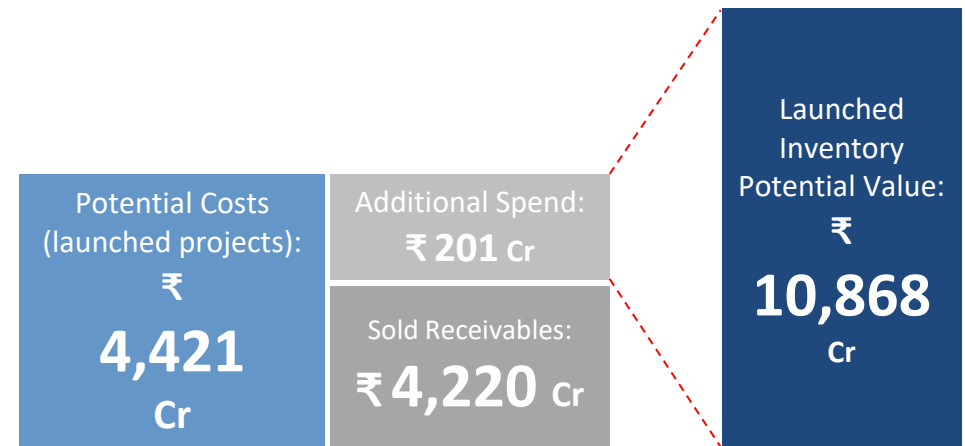 Potential Costs
(launched projects):
₹
4,421
Cr
Additional Spend:
₹ 201 Cr
Sold Receivables:
₹ 4,220 Cr
Launched
Inventory
Potential Value:
₹
10,868
Cr